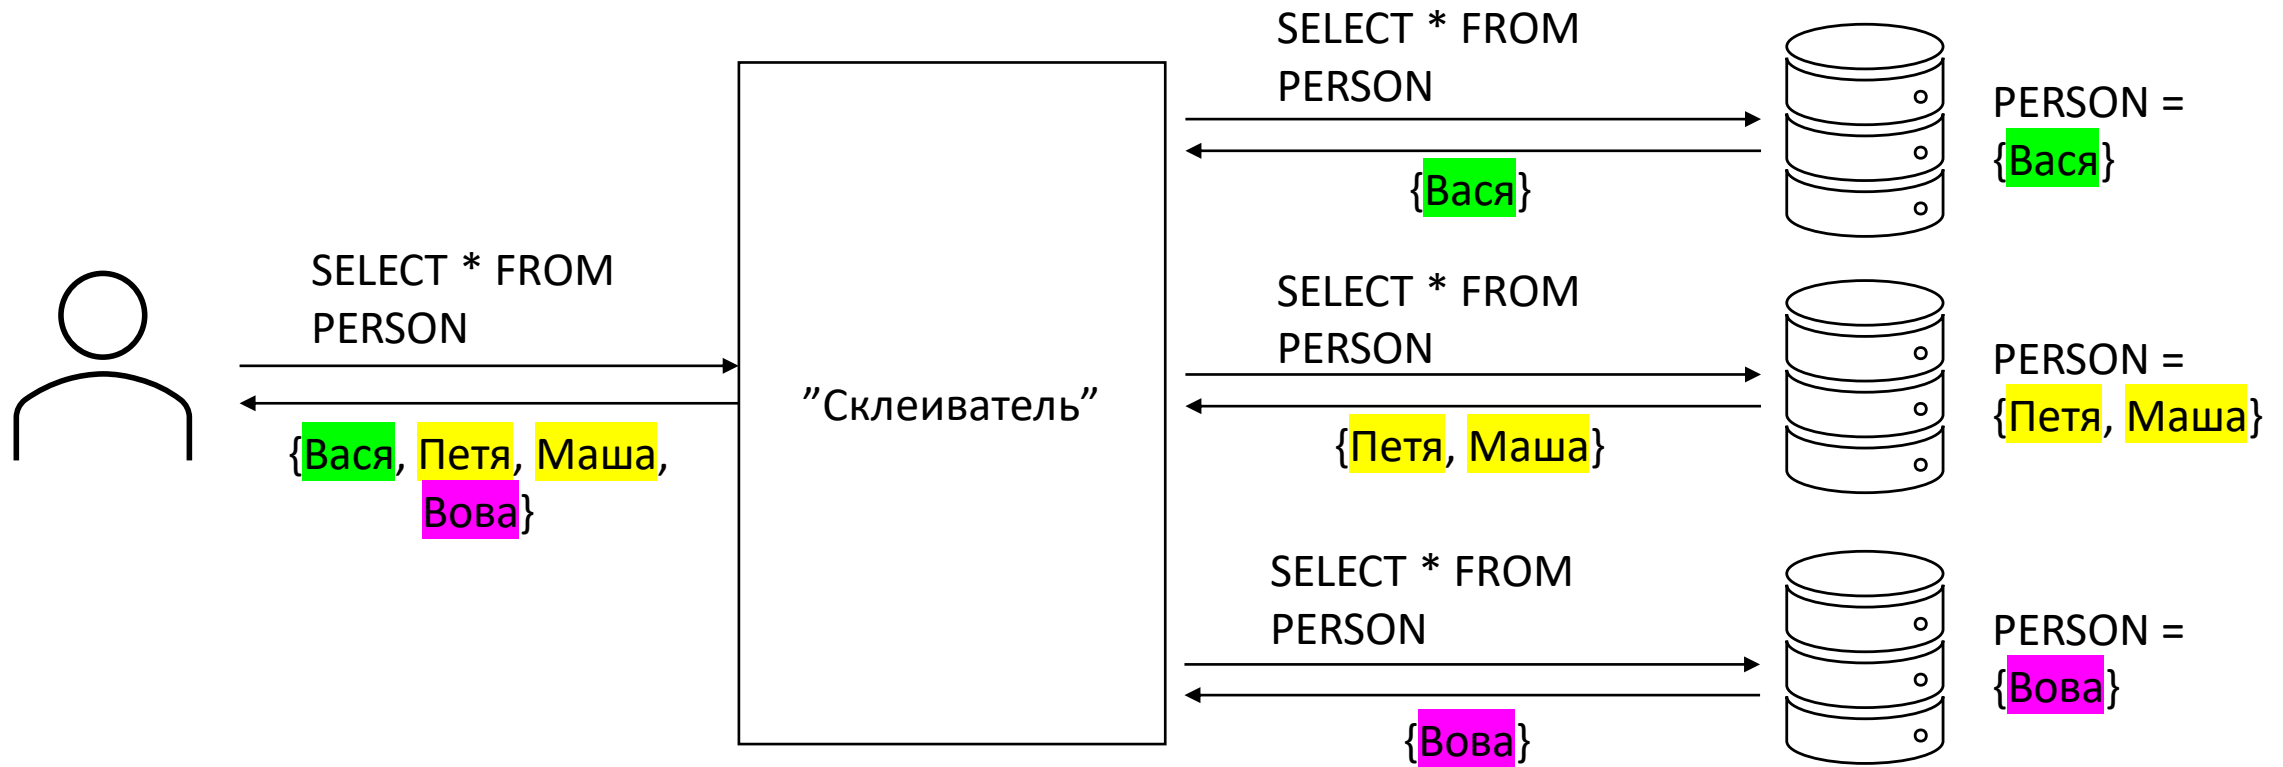 SELECT * FROM
PERSON
{Вася, Петя, Маша,
Вова}
”Склеиватель”
SELECT * FROM
PERSON
{Вася}
PERSON =
{Вася}
SELECT * FROM
PERSON
{Петя, Маша}
PERSON =
{Петя, Маша}
SELECT * FROM
PERSON
{Вова}
PERSON =
{Вова}